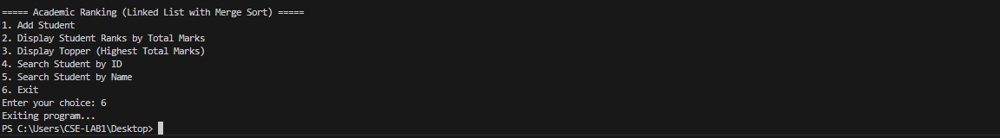 ===== Academic Ranking (Linked List with Merge Sort) =====
1. Add Student
2. Display Student Ranks by Total Marks
3. Display Topper (Highest Total Marks)
4. Search Student by ID
5. Search Student by Name
6. Exit
Enter your choice: 6
Exiting program...
PS C:\Users\CSE-LAB1\Desktop>